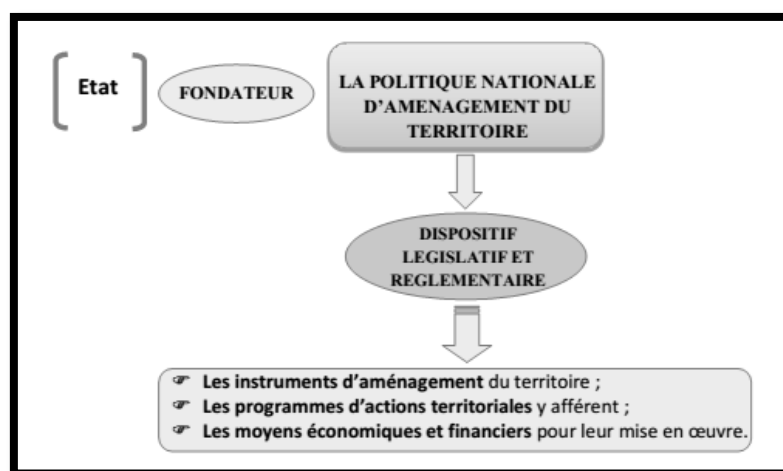 Etat
FONDATEUR
LA POLITIQUE NATIONALE
D'AMENAGEMENT DU
TERRITOIRE
DISPOSITIF
LEGISLATIF ET
REGLEMENTAIRE
☞ Les instruments d'aménagement du territoire ;
☞ Les programmes d'actions territoriales y afférent ;
☞ Les moyens économiques et financiers pour leur mise en œuvre.